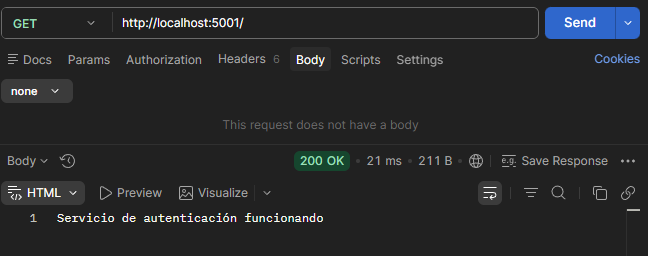 GET http://localhost:5001/ Send
Docs Params Authorization Headers 6 Body Scripts Settings Cookies
none
This request does not have a body
Body 200 OK • 21 ms • 211 B • e.g. Save Response
HTML Preview Visualize
1 Servicio de autenticación funcionando